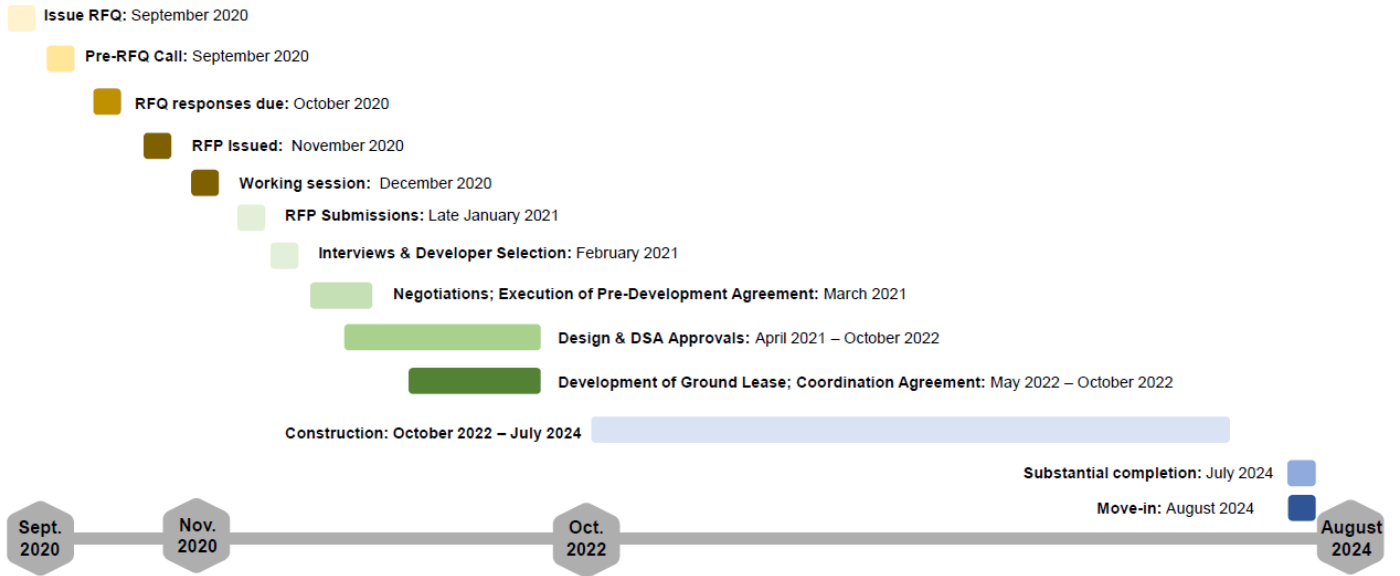 Issue RFQ: September 2020
Pre-RFQ Call: September 2020
RFQ responses due: October 2020
RFP Issued: November 2020
Working session: December 2020
RFP Submissions: Late January 2021
Interviews & Developer Selection: February 2021
Negotiations; Execution of Pre-Development Agreement: March 2021
Design & DSA Approvals: April 2021 – October 2022
Development of Ground Lease; Coordination Agreement: May 2022 – October 2022
Construction: October 2022 – July 2024
Substantial completion: July 2024
Move-in: August 2024
Sept.
2020
Nov.
2020
Oct.
2022
August
2024